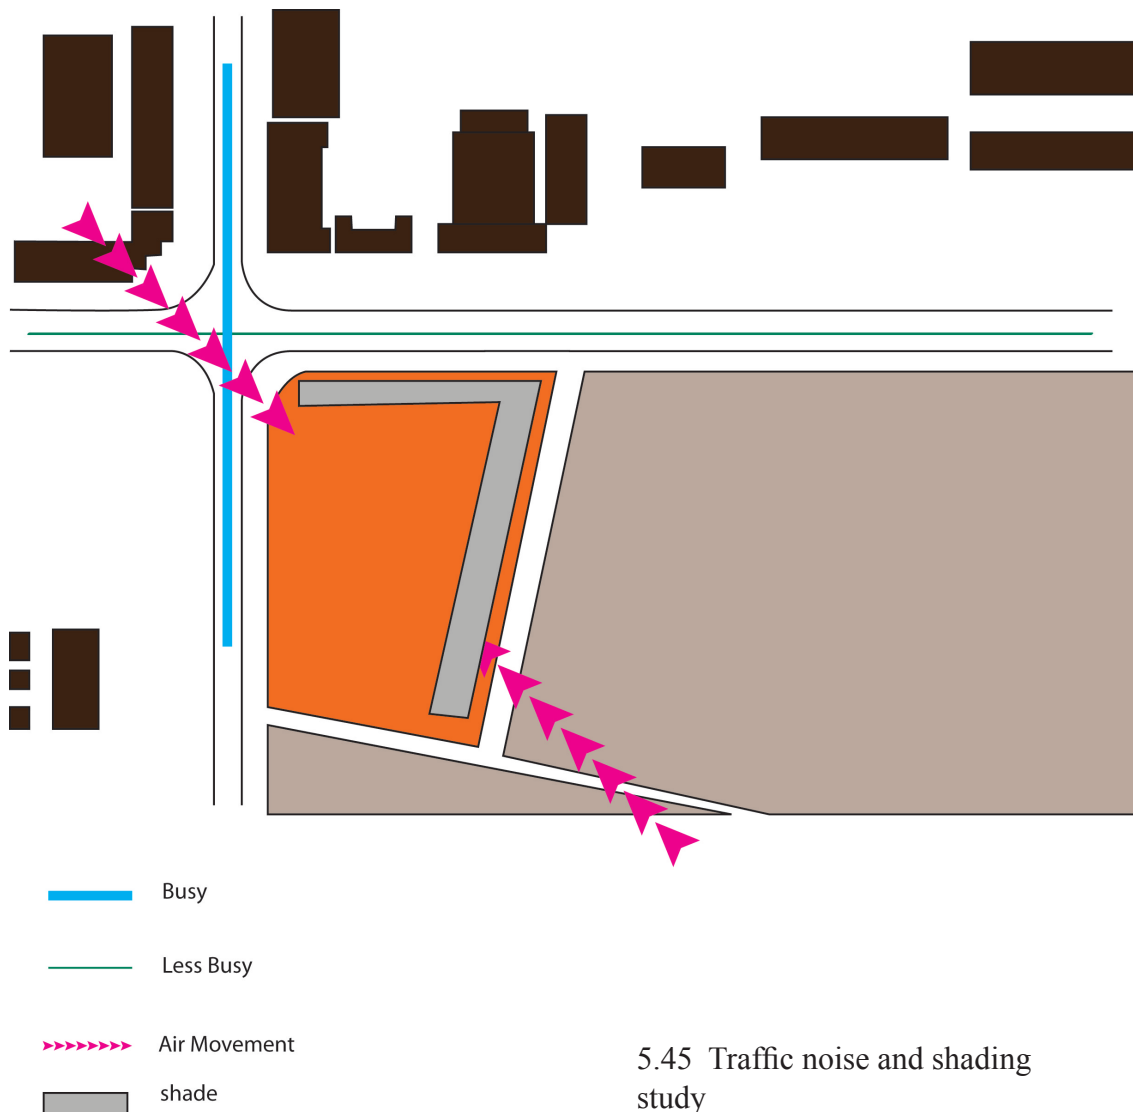 Busy
Less Busy
Air Movement
shade
5.45 Traffic noise and shading
study